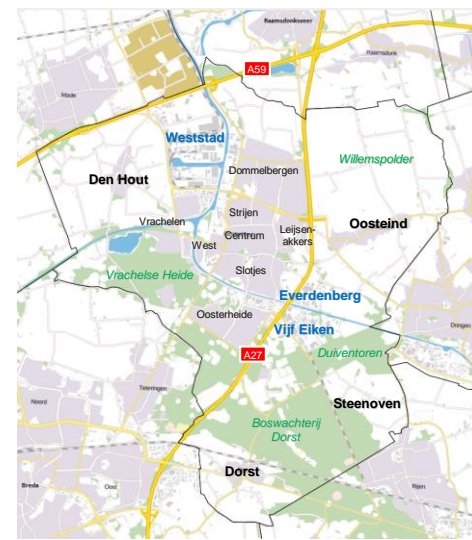 Raamsdonksveer
A59
Raamsdonk
Made
Weststad
Willemspolder
Dommelbergen
Den Hout
Strijen
Vrachelen
Oosteind
Leijsen-
akkers
Centrum
West
Slotjes
Vrachelse Heide
Everdenberg
Oosterheide
Vijf Eiken
Dongen
A27
Duiventoren
Teteringen
Steenoven
Noord
Boswachterij
Dorst
Oost
Dorst
Breda
Rijen